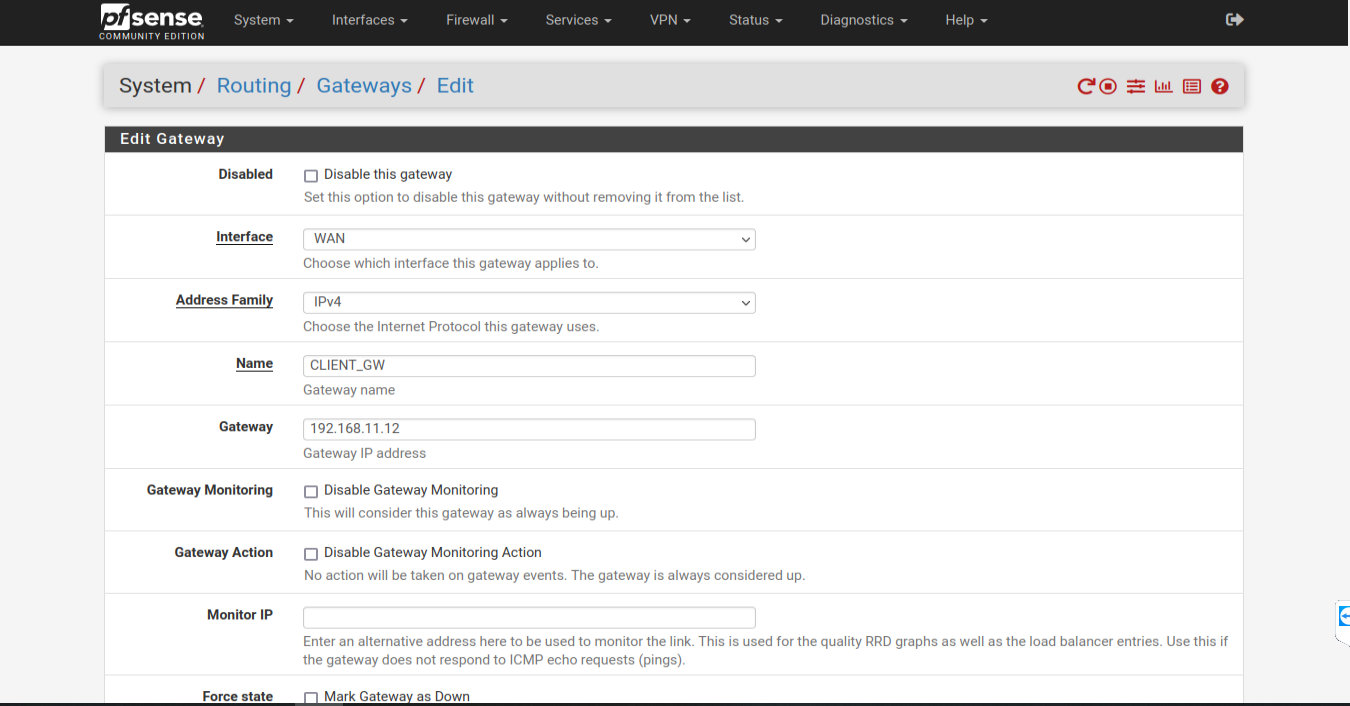 pfsense
COMMUNITY EDITION
System Interfaces Firewall Services VPN Status Diagnostics Help
System / Routing / Gateways / Edit
Edit Gateway
Disabled
Disable this gateway
Set this option to disable this gateway without removing it from the list.
Interface
WAN
Choose which interface this gateway applies to.
Address Family
IPv4
Choose the Internet Protocol this gateway uses.
Name
CLIENT_GW
Gateway name
Gateway
192.168.11.12
Gateway IP address
Gateway Monitoring
Disable Gateway Monitoring
This will consider this gateway as always being up.
Gateway Action
Disable Gateway Monitoring Action
No action will be taken on gateway events. The gateway is always considered up.
Monitor IP
Enter an alternative address here to be used to monitor the link. This is used for the quality RRD graphs as well as the load balancer entries. Use this if
the gateway does not respond to ICMP echo requests (pings).
Force state
Mark Gateway as Down